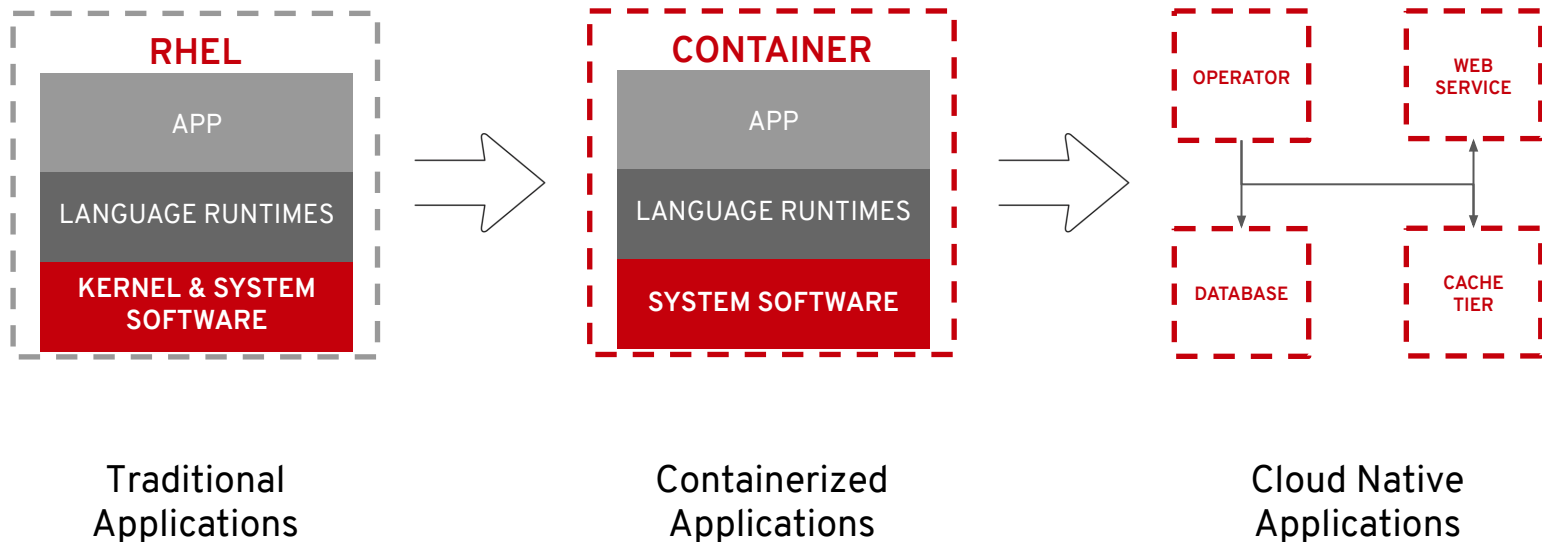 RHEL
APP
LANGUAGE RUNTIMES
KERNEL & SYSTEM
SOFTWARE
Traditional
Applications
CONTAINER
APP
LANGUAGE RUNTIMES
SYSTEM SOFTWARE
Containerized
Applications
OPERATOR
WEB
SERVICE
DATABASE
CACHE
TIER
Cloud Native
Applications